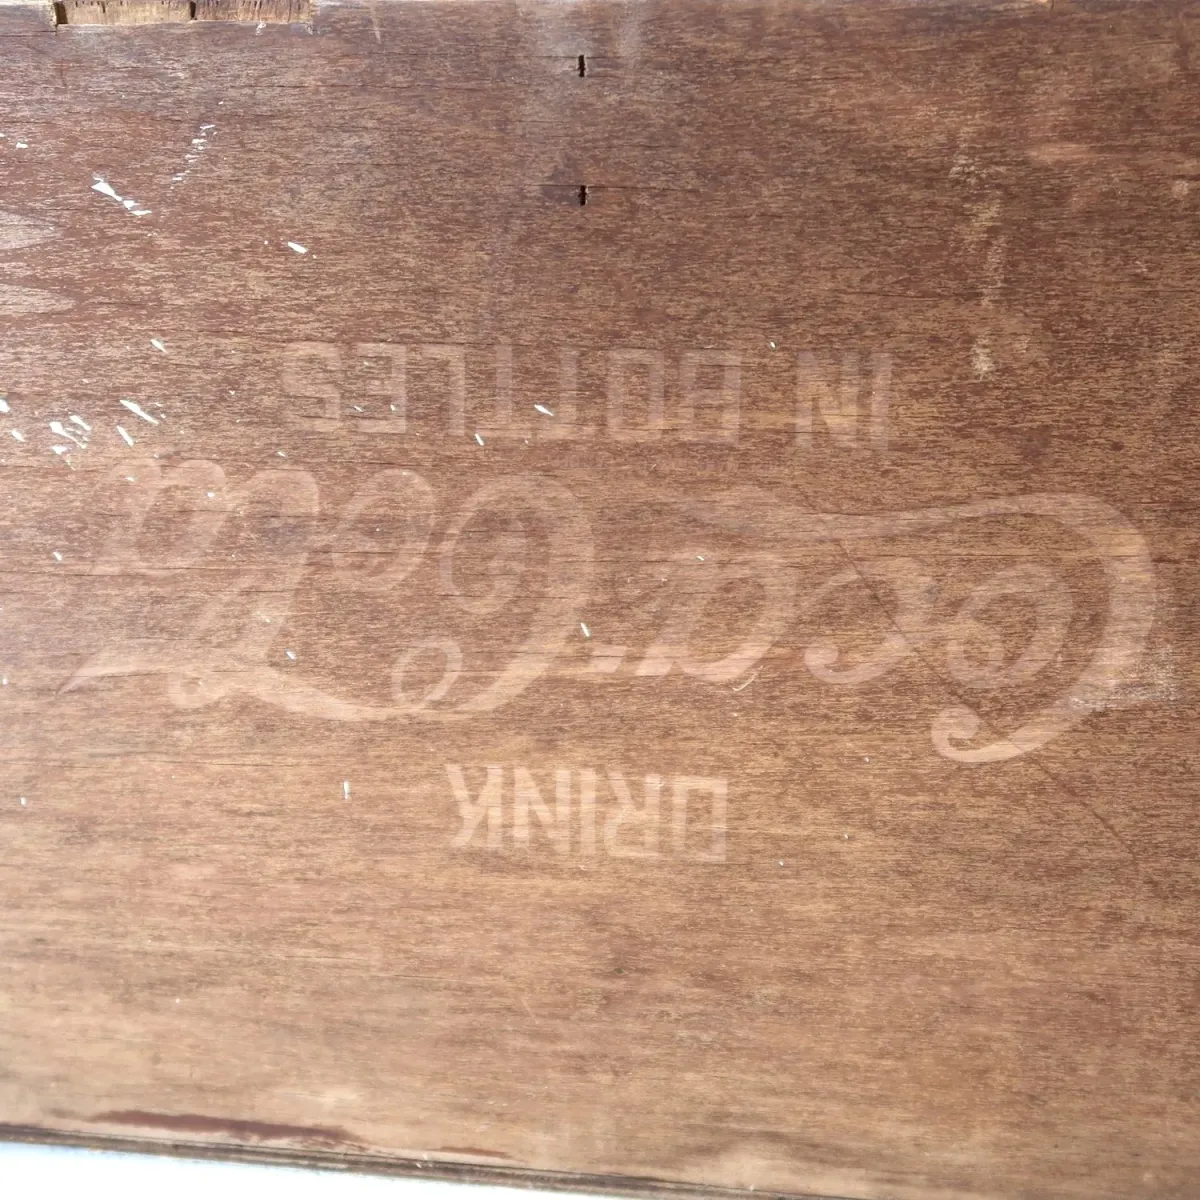 DRINK
Coca-Cola
IN BOTTLES